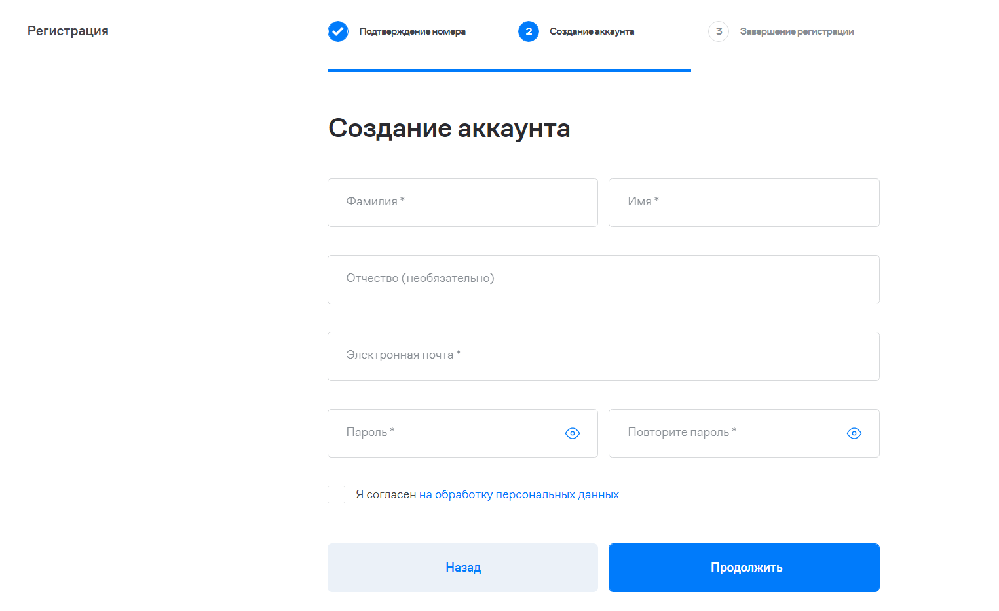 Регистрация
Подтверждение номера
2 Создание аккаунта
3 Завершение регистрации
Создание аккаунта
Фамилия *
Имя *
Отчество (необязательно)
Электронная почта *
Пароль *
Повторите пароль *
Я согласен на обработку персональных данных
Назад
Продолжить